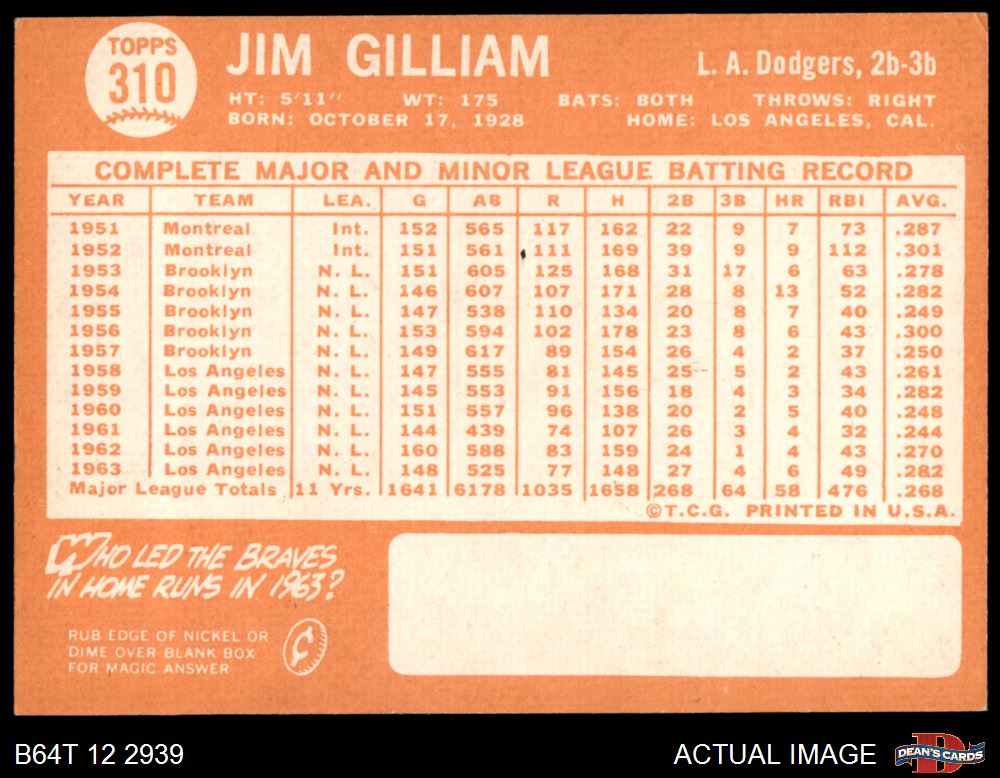 TOPPS
310
JIM GILLIAM
L. A. Dodgers, 2b-3b
HT: 5'11" WT: 175 BATS: BOTH THROWS: RIGHT
BORN: OCTOBER 17, 1928 HOME: LOS ANGELES, CAL.
COMPLETE MAJOR AND MINOR LEAGUE BATTING RECORD
YEAR TEAM LEA. G AB R H 2B 3B HR RBI AVG.
1951 Montreal Int. 152 565 117 162 22 9 7 73 .287
1952 Montreal Int. 151 561 111 169 39 9 9 112 .301
1953 Brooklyn N. L. 151 605 125 168 31 17 6 63 .278
1954 Brooklyn N. L. 146 607 107 171 28 8 13 52 .282
1955 Brooklyn N. L. 147 538 110 134 20 8 7 40 .249
1956 Brooklyn N. L. 153 594 102 178 23 8 6 43 .300
1957 Brooklyn N. L. 149 617 89 154 26 4 2 37 .250
1958 Los Angeles N. L. 147 555 81 145 25 5 2 43 .261
1959 Los Angeles N. L. 145 553 91 156 18 4 3 34 .282
1960 Los Angeles N. L. 151 557 96 138 20 2 5 40 .248
1961 Los Angeles N. L. 144 439 74 107 26 3 4 32 .244
1962 Los Angeles N. L. 160 588 83 159 24 1 4 43 .270
1963 Los Angeles N. L. 148 525 77 148 27 4 6 49 .282
Major League Totals 11 Yrs. 1641 6178 1035 1658 268 64 58 476 .268
©T.C.G. PRINTED IN U.S.A.
WHO LED THE BRAVES
IN HOME RUNS IN 1963?
RUB EDGE OF NICKEL OR
DIME OVER BLANK BOX
FOR MAGIC ANSWER
¢
B64T 12 2939
ACTUAL IMAGE
DEAN'S CARDS